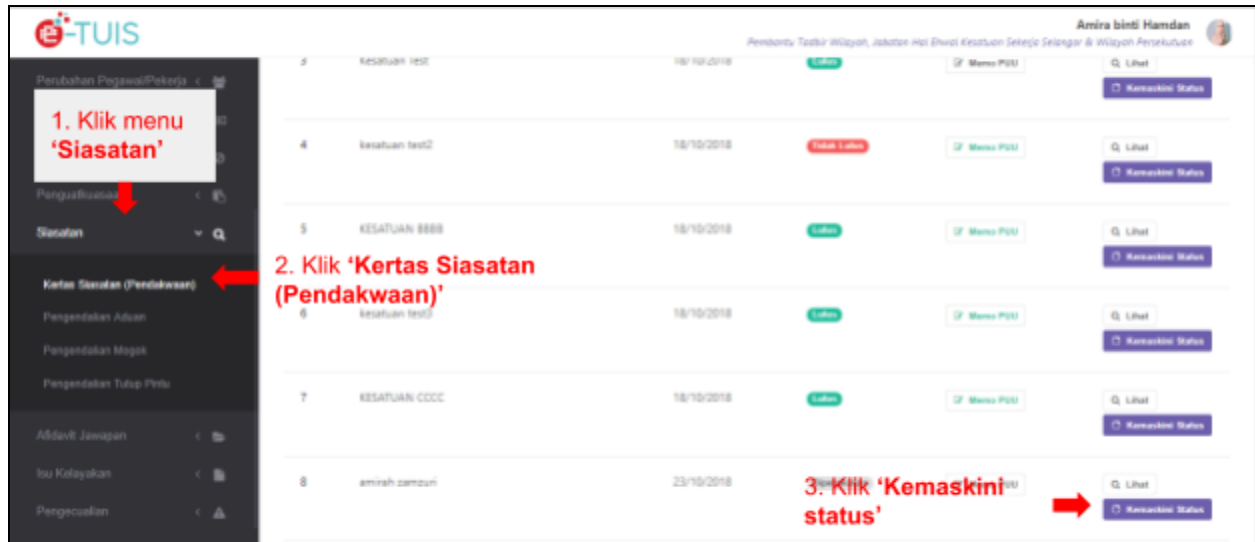 e-TUIS
Amira binti Hamdan
Pembantu Tadbir Wilayah, Jabatan Hal Ehwal Kesatuan Sekerja Selangor & Wilayah Persekutuan
Perubahan Pegawai/Pekerja
1. Klik menu
‘Siasatan’
Penguatkuasaa
Siasatan
Kertas Siasatan (Pendakwaan)
Pengendalian Aduan
Pengendalian Mogok
Pengendalian Tutup Pintu
Afidavit Jawapan
Isu Kelayakan
Pengecualian
2. Klik ‘Kertas Siasatan
(Pendakwaan)’
3 Kesatuan Test 18/10/2018 Lulus Memo PUU Lihat
Kemaskini Status
4 kesatuan test2 18/10/2018 Tidak Lulus Memo PUU Lihat
Kemaskini Status
5 KESATUAN BBBB 18/10/2018 Lulus Memo PUU Lihat
Kemaskini Status
6 kesatuan test3 18/10/2018 Lulus Memo PUU Lihat
Kemaskini Status
7 KESATUAN CCCC 18/10/2018 Lulus Memo PUU Lihat
Kemaskini Status
8 amirah zamzuri 23/10/2018 Lihat
Kemaskini Status
3. Klik ‘Kemaskini
status’